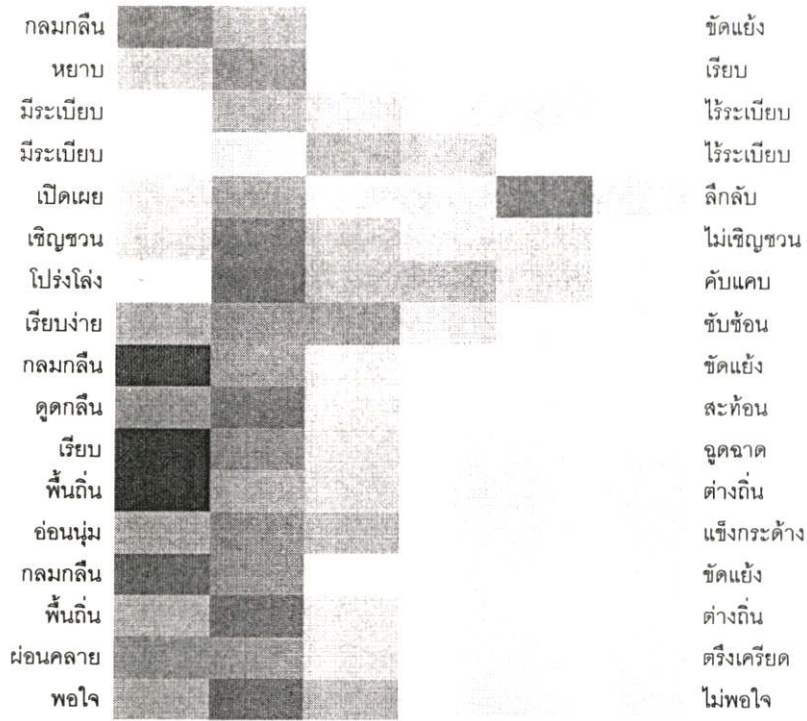 กลมกลืน ขัดแย้ง
หยาบ เรียบ
มีระเบียบ ไร้ระเบียบ
มีระเบียบ ไร้ระเบียบ
เปิดเผย ลึกลับ
เชิญชวน ไม่เชิญชวน
โปร่งโล่ง คับแคบ
เรียบง่าย ซับซ้อน
กลมกลืน ขัดแย้ง
ดูดกลืน สะท้อน
เรียบ ฉูดฉาด
พื้นถิ่น ต่างถิ่น
อ่อนนุ่ม แข็งกระด้าง
กลมกลืน ขัดแย้ง
พื้นถิ่น ต่างถิ่น
ผ่อนคลาย ตรึงเครียด
พอใจ ไม่พอใจ